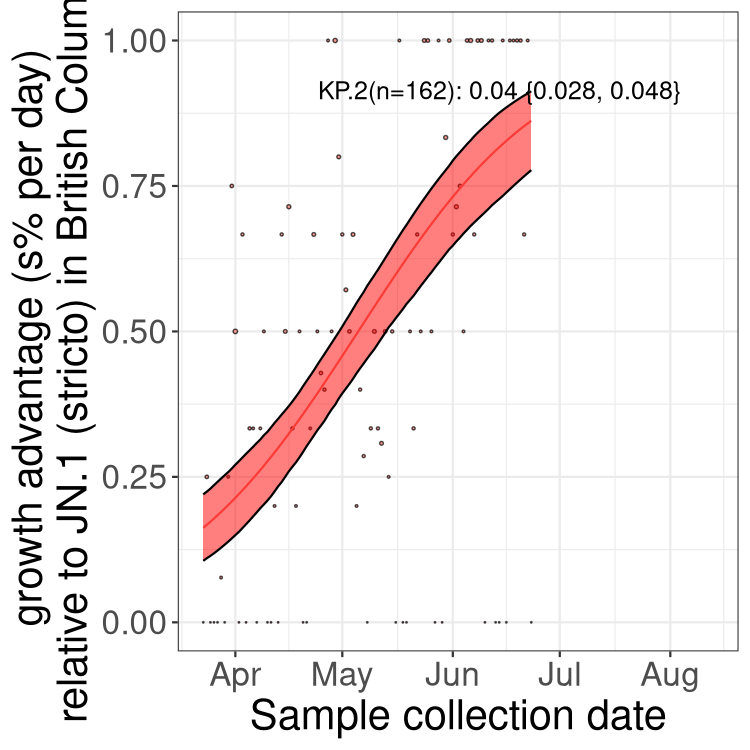 growth advantage (s% per day)
relative to JN.1 (stricto) in British Colum
1.00
0.75
0.50
0.25
0.00
KP.2(n=162): 0.04 {0.028, 0.048}
Apr May Jun Jul Aug
Sample collection date